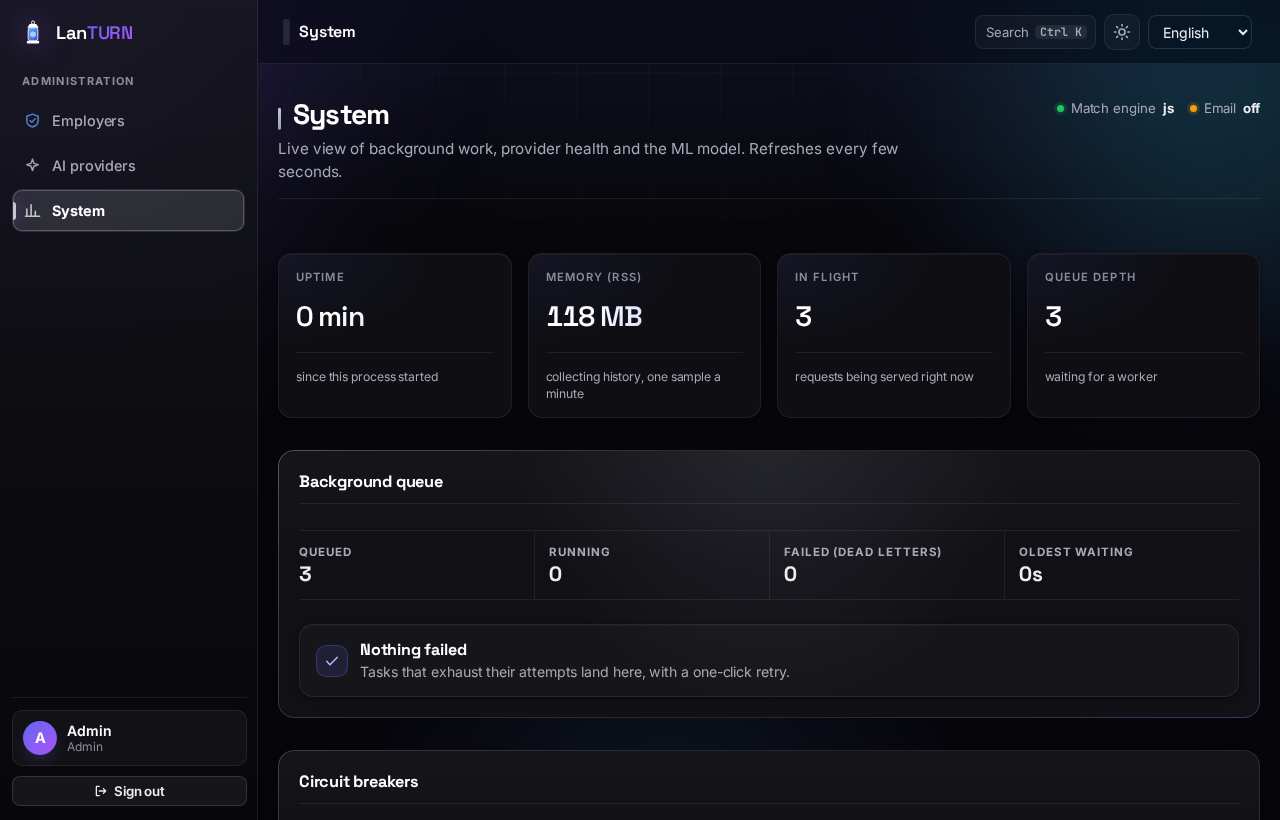 LanTURN
ADMINISTRATION
Employers
AI providers
System
Admin
Admin
Sign out
A
System
Search Ctrl K
English
System
Match engine js Email off
Live view of background work, provider health and the ML model. Refreshes every few
seconds.
UPTIME
0 min
since this process started
MEMORY (RSS)
118 MB
collecting history, one sample a
minute
IN FLIGHT
3
requests being served right now
QUEUE DEPTH
3
waiting for a worker
Background queue
QUEUED
3
RUNNING
0
FAILED (DEAD LETTERS)
0
OLDEST WAITING
0s
Nothing failed
Tasks that exhaust their attempts land here, with a one-click retry.
Circuit breakers